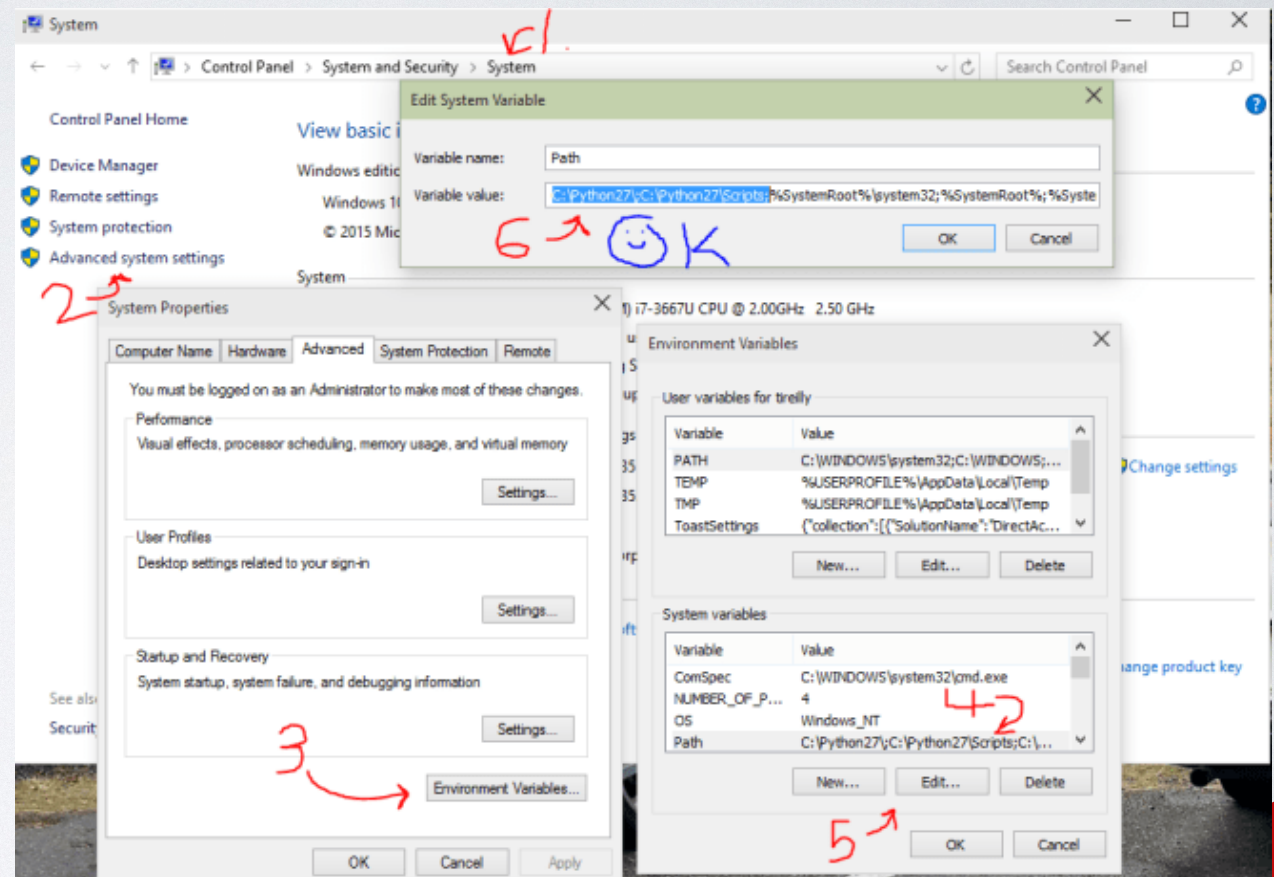 System
1.
Control Panel > System and Security > System
Search Control Panel
Control Panel Home
Device Manager
Remote settings
System protection
Advanced system settings
2
View basic i
Windows editic
Windows 1
© 2015 Mic
System
Edit System Variable
Variable name: Path
Variable value: C:\Python27\;C:\Python27\Scripts;%SystemRoot%\system32;%SystemRoot%;%Syste
6 OK
OK Cancel
i7-3667U CPU @ 2.00GHz 2.50 GHz
System Properties
Computer Name Hardware Advanced System Protection Remote
You must be logged on as an Administrator to make most of these changes.
Performance
Visual effects, processor scheduling, memory usage, and virtual memory
Settings...
User Profiles
Desktop settings related to your sign-in
Settings...
Startup and Recovery
System startup, system failure, and debugging information
Settings...
3
Environment Variables...
OK Cancel Apply
See als
Securit
Environment Variables
User variables for tireilly
Variable Value
PATH C:\WINDOWS\system32;C:\WINDOWS;...
TEMP %USERPROFILE%\AppData\Local\Temp
TMP %USERPROFILE%\AppData\Local\Temp
ToastSettings {"collection":[{"SolutionName":"DirectAc...
New... Edit... Delete
System variables
Variable Value
ComSpec C:\WINDOWS\system32\cmd.exe
NUMBER_OF_P... 4
OS Windows_NT
Path C:\Python27\;C:\Python27\Scripts;C:\...
4
New... Edit... Delete
5
OK Cancel
Change settings
ange product key